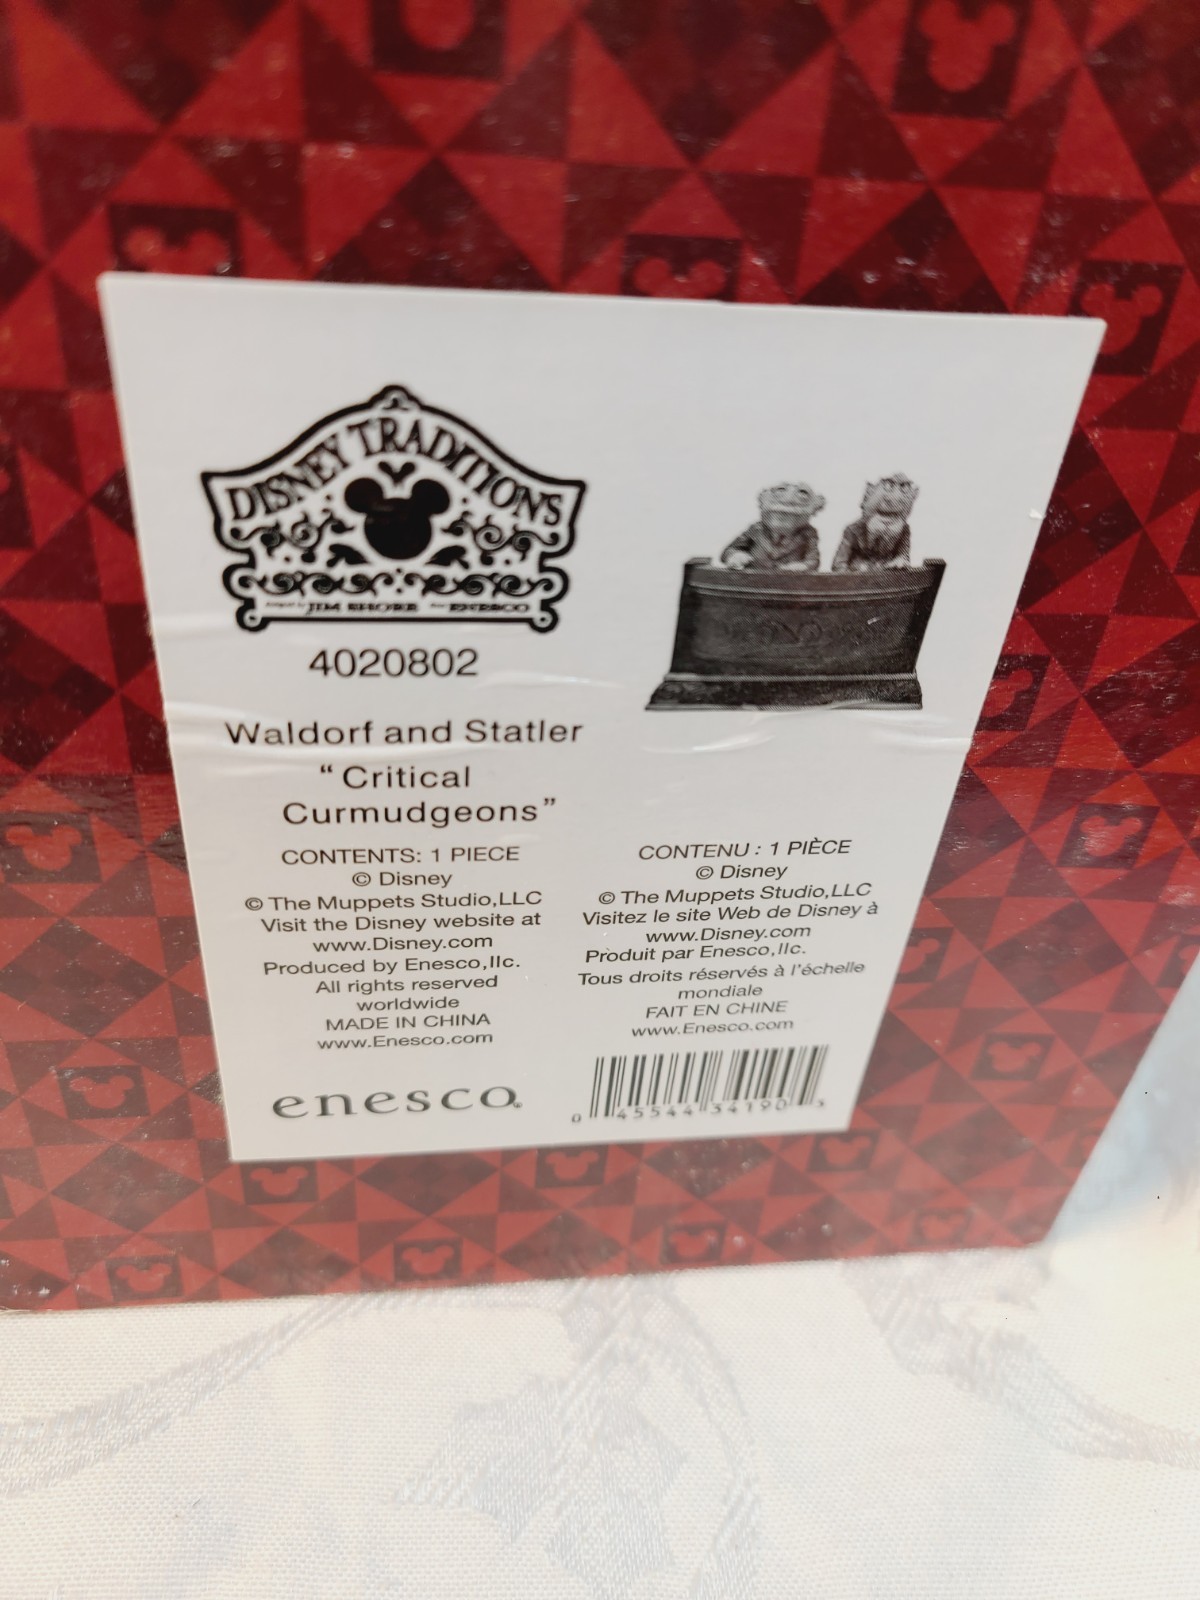 DISNEY TRADITIONS
JIM SHORE ENESCO
4020802
Waldorf and Statler
“Critical
Curmudgeons”
CONTENTS: 1 PIECE
© Disney
© The Muppets Studio,LLC
Visit the Disney website at
www.Disney.com
Produced by Enesco,llc.
All rights reserved
worldwide
MADE IN CHINA
www.Enesco.com
enesco.
CONTENU : 1 PIÈCE
© Disney
© The Muppets Studio,LLC
Visitez le site Web de Disney à
www.Disney.com
Produit par Enesco,llc.
Tous droits réservés à l'échelle
mondiale
FAIT EN CHINE
www.Enesco.com
0 45544 34190 3